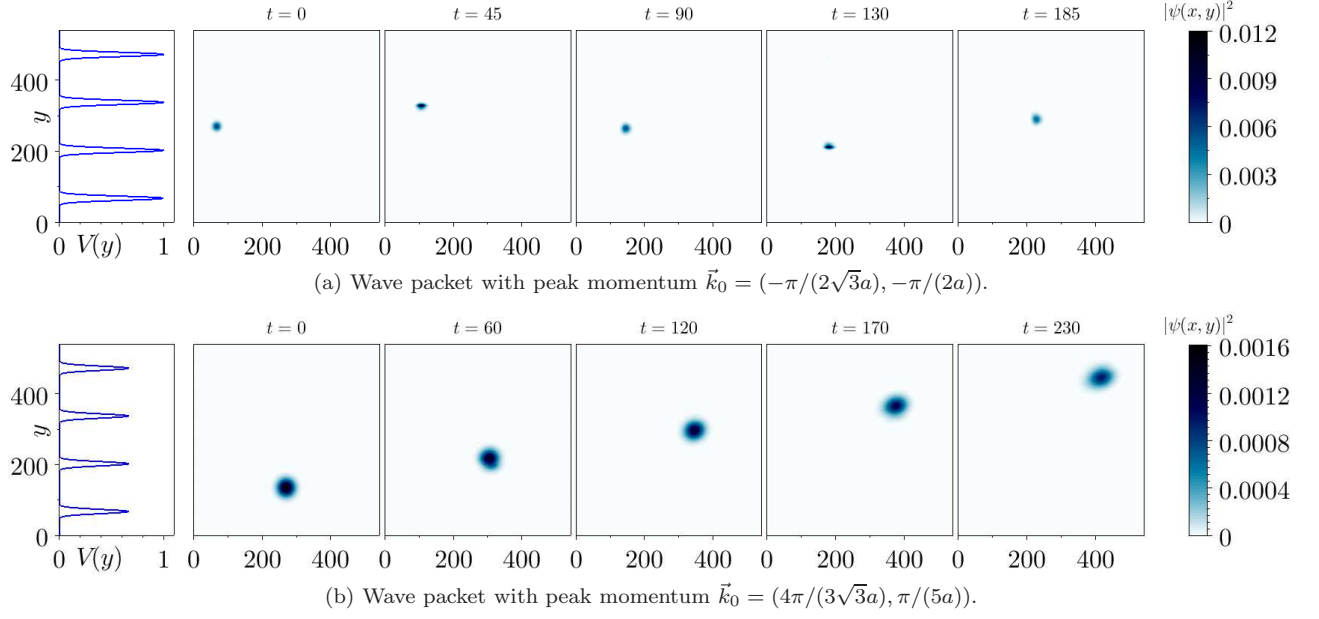 t = 0 t = 45 t = 90 t = 130 t = 185 |ψ(x, y)|²
0.012
400 0.009
y 0.006
200 0.003
0 0
0 V(y) 1 0 200 400 0 200 400 0 200 400 0 200 400 0 200 400
(a) Wave packet with peak momentum k⃗₀ = (−π/(2√3a), −π/(2a)).
t = 0 t = 60 t = 120 t = 170 t = 230 |ψ(x, y)|²
0.0016
400 0.0012
y 0.0008
200 0.0004
0 0
0 V(y) 1 0 200 400 0 200 400 0 200 400 0 200 400 0 200 400
(b) Wave packet with peak momentum k⃗₀ = (4π/(3√3a), π/(5a)).